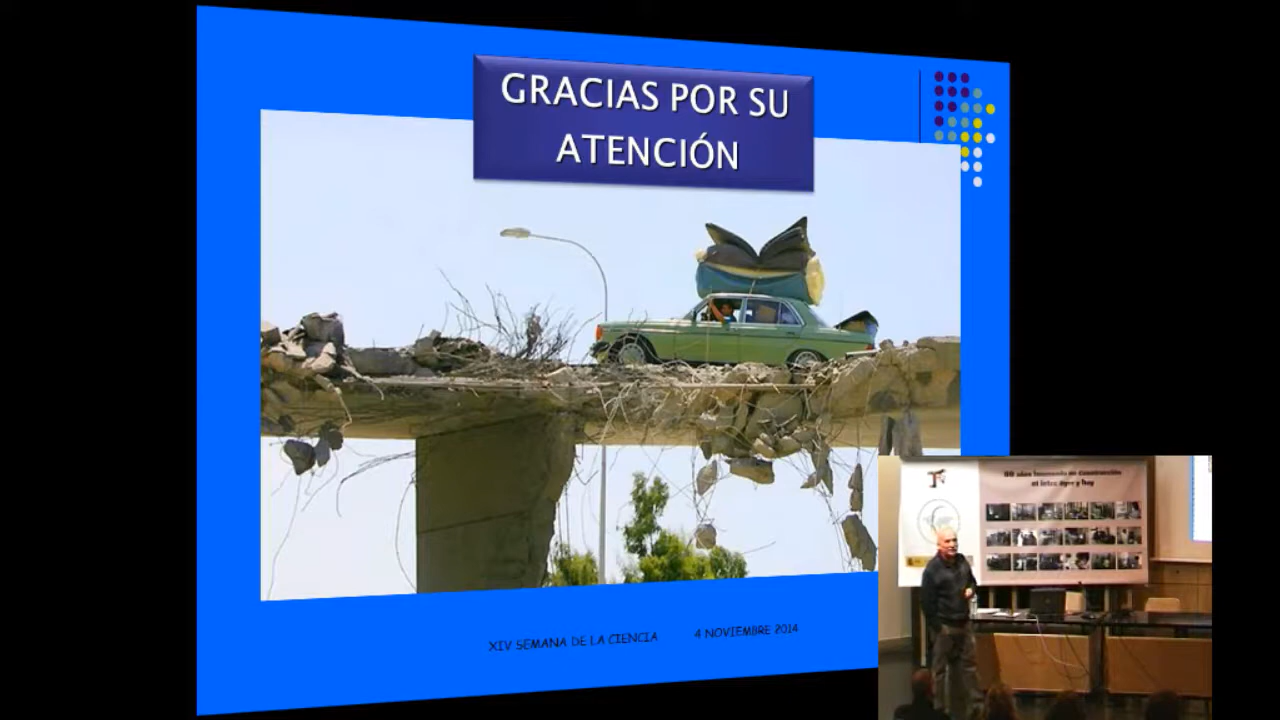 GRACIAS POR SU
ATENCIÓN
XIV SEMANA DE LA CIENCIA 4 NOVIEMBRE 2014